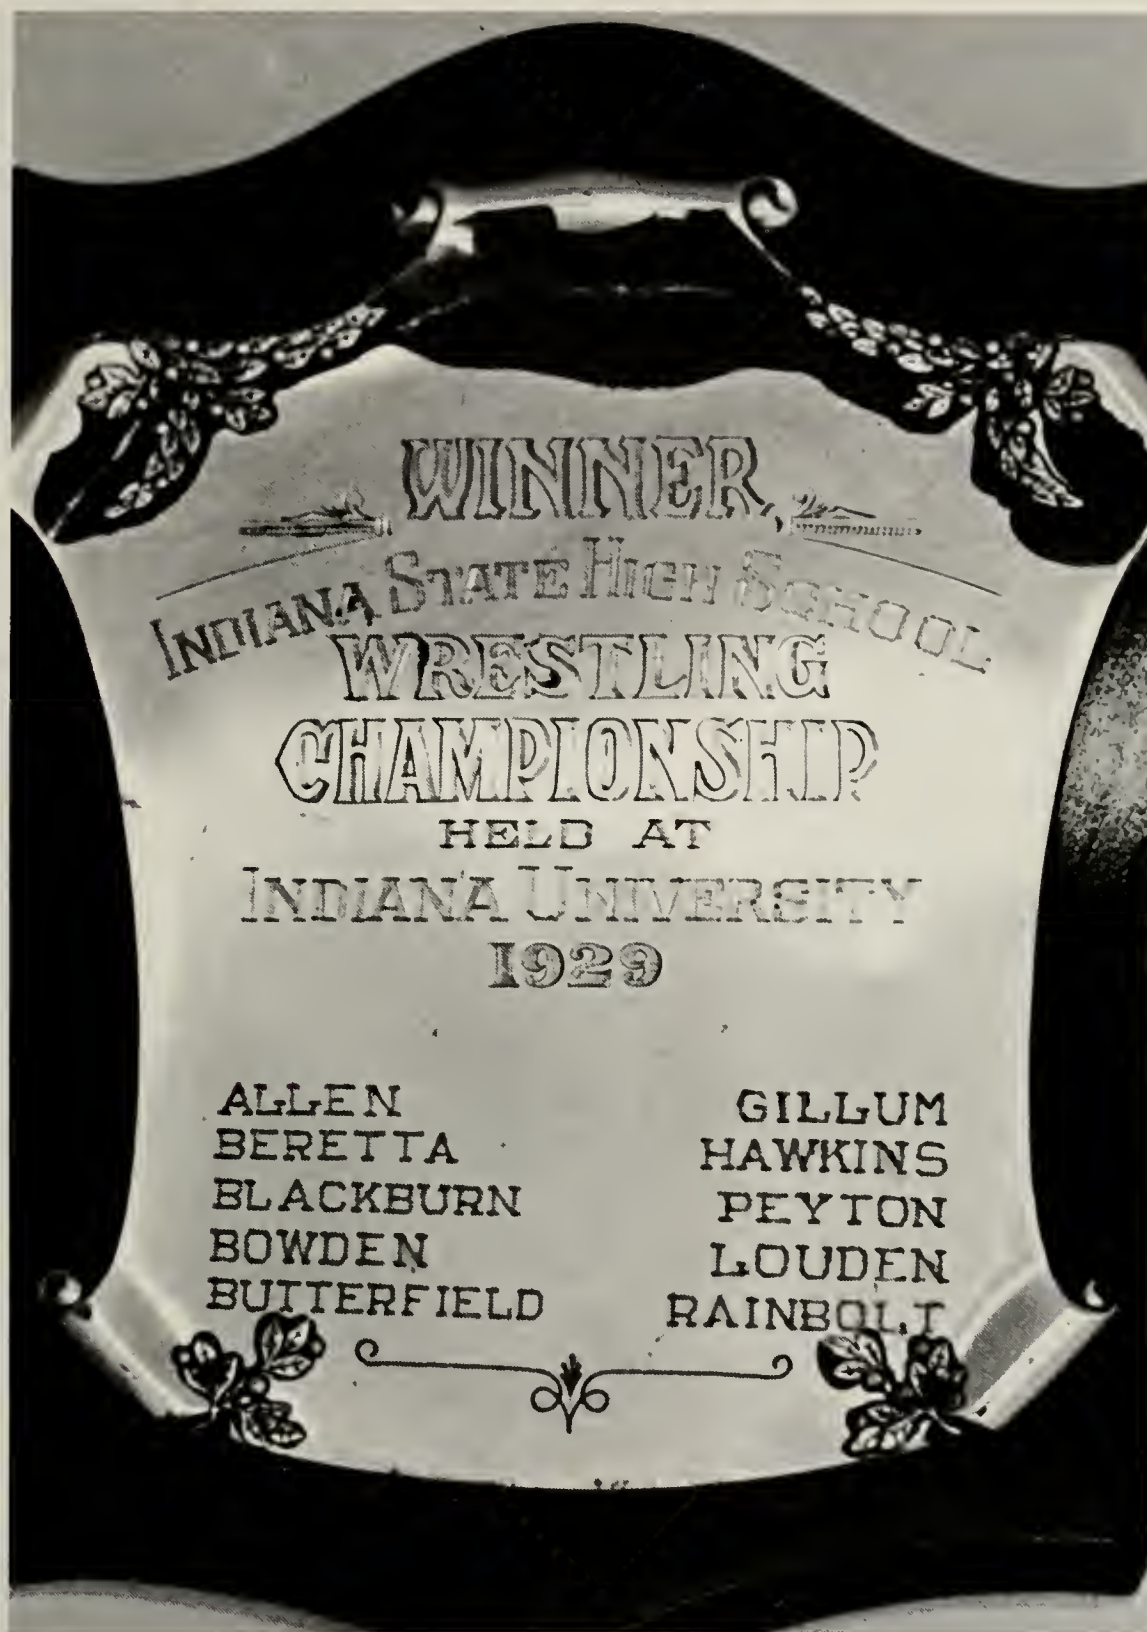 WINNER,
INDIANA STATE HIGH SCHOOL
WRESTLING
CHAMPIONSHIP
HELD AT
INDIANA UNIVERSITY
1929
ALLEN
BERETTA
BLACKBURN
BOWDEN
BUTTERFIELD
GILLUM
HAWKINS
PEYTON
LOUDEN
RAINBOLT